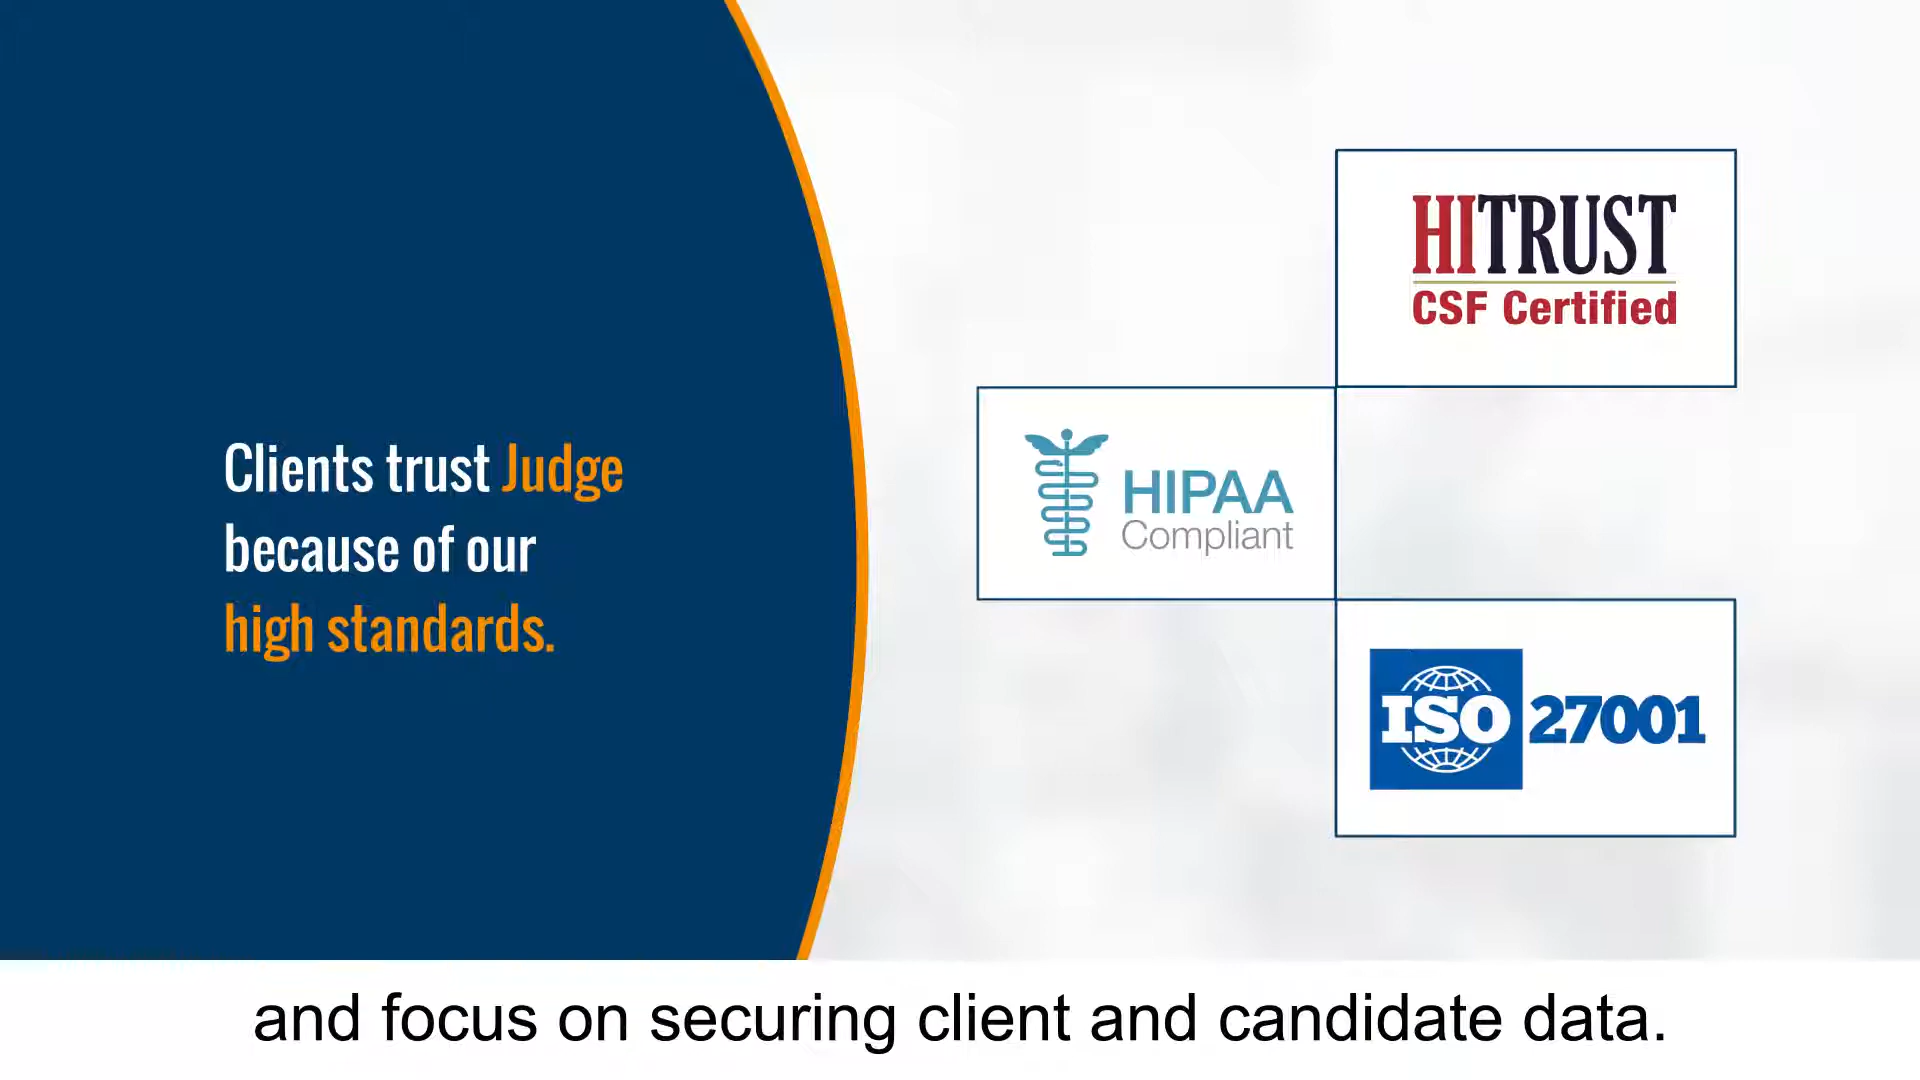 Clients trust Judge
because of our
high standards.
HITRUST
CSF Certified
HIPAA
Compliant
ISO 27001
and focus on securing client and candidate data.